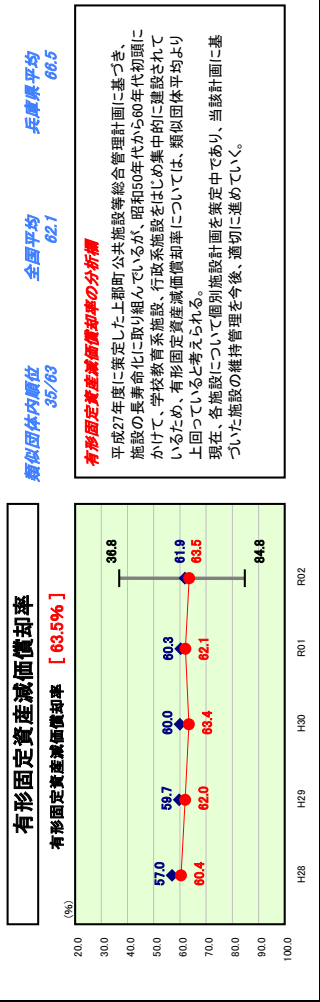 有形固定資産減価償却率
有形固定資産減価償却率 [ 63.5% ]
(%)
20.0
30.0
40.0
50.0
60.0
70.0
80.0
90.0
100.0
57.0
60.4
59.7
62.0
60.0
63.4
60.3
62.1
36.8
61.9
63.5
84.8
H28
H29
H30
R01
R02
類似団体内順位
35/63
全国平均
62.1
兵庫県平均
66.5
有形固定資産減価償却率の分析欄
平成27年度に策定した上郡町公共施設等総合管理計画に基づき、
施設の長寿命化に取り組んでいるが、昭和50年代から60年代初頭に
かけて、学校教育系施設、行政系施設をはじめ集中的に建設されて
いるため、有形固定資産減価償却率については、類似団体平均より
上回っていると考えられる。
現在、各施設について個別施設計画を策定中であり、当該計画に基
づいた施設の維持管理を今後、適切に進めていく。